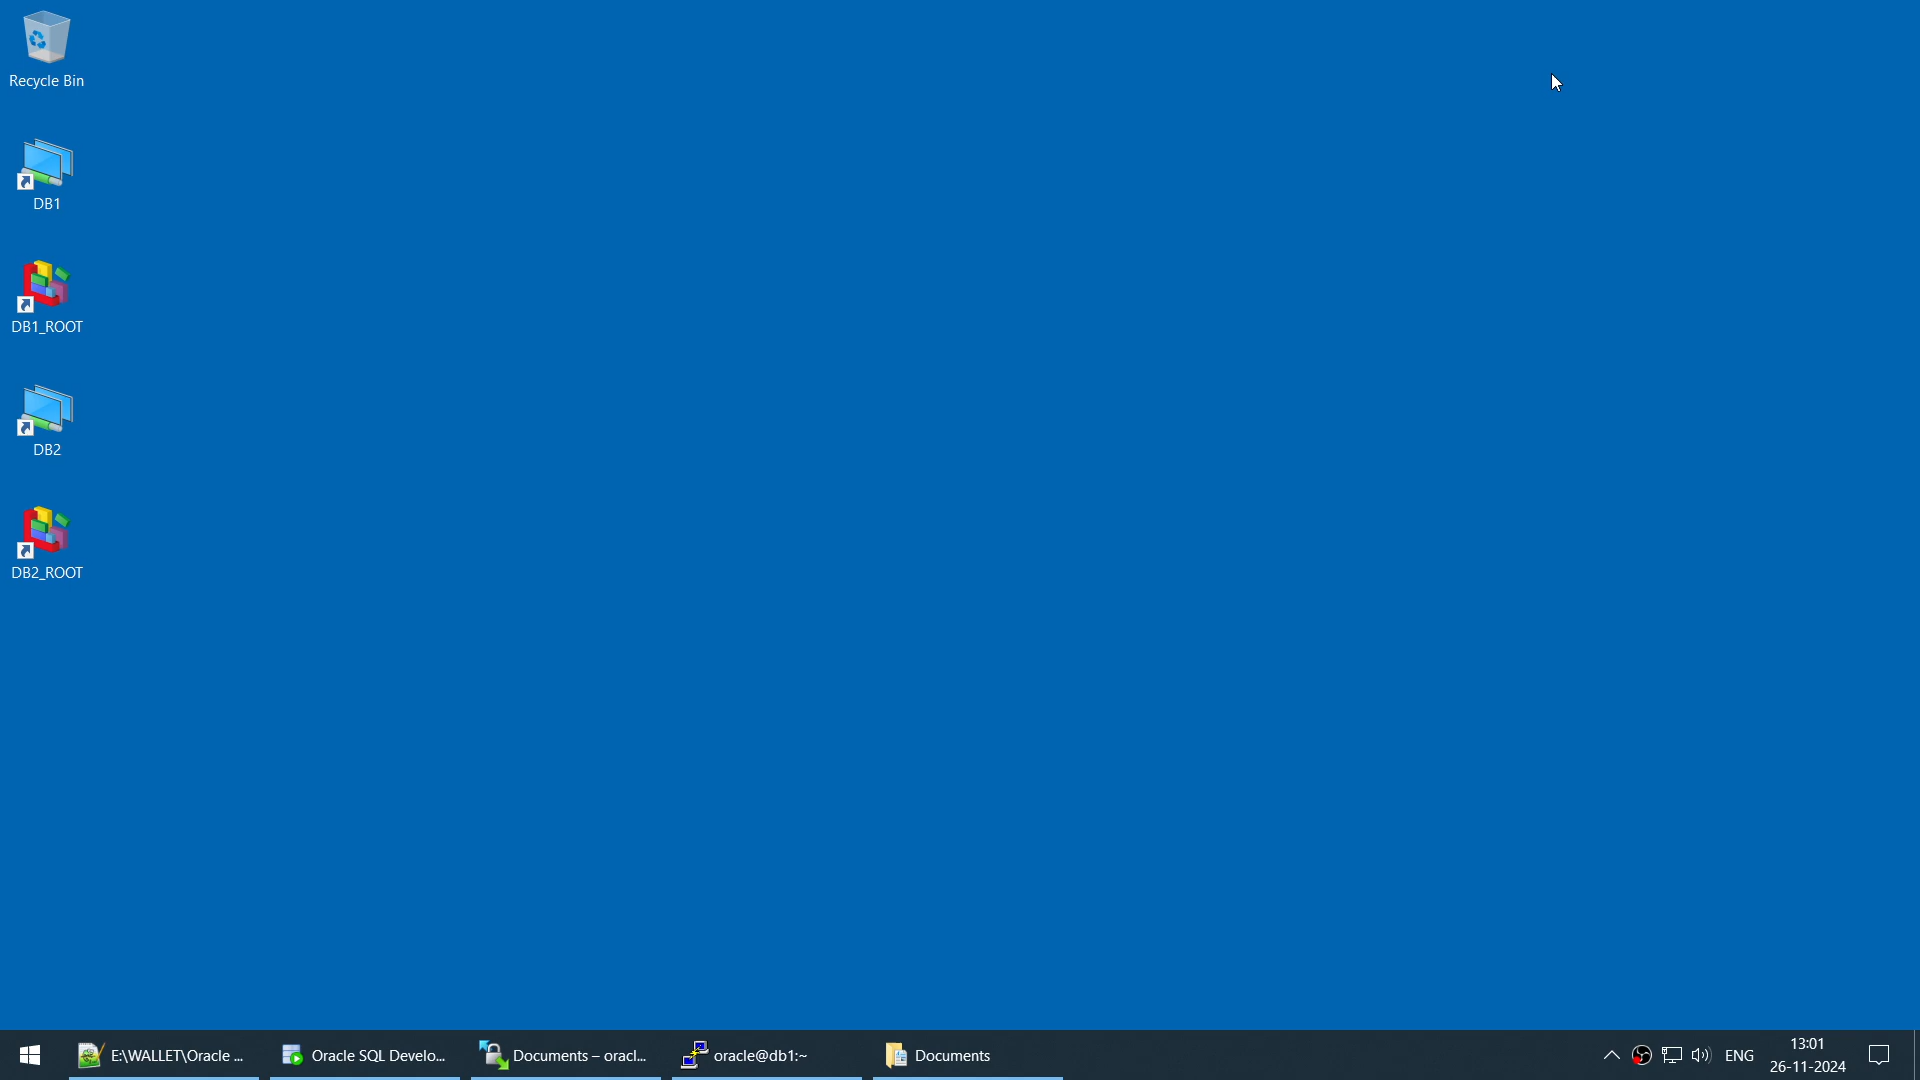 Recycle Bin
DB1
DB1_ROOT
DB2
DB2_ROOT
E:\WALLET\Oracle ...
Oracle SQL Develo...
Documents – oracl...
oracle@db1:~
Documents
ENG
13:01
26-11-2024